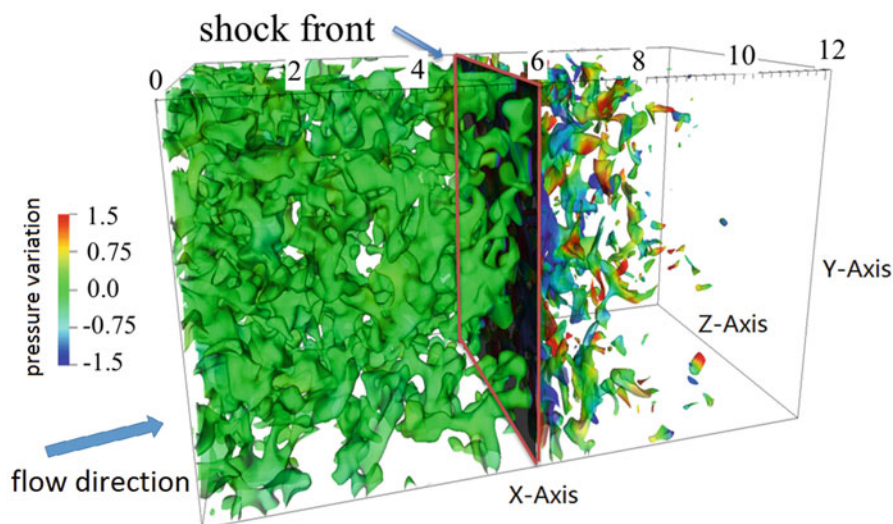 shock front
0 2 4 6 8 10 12
pressure variation
1.5
0.75
0.0
-0.75
-1.5
Y-Axis
Z-Axis
flow direction
X-Axis